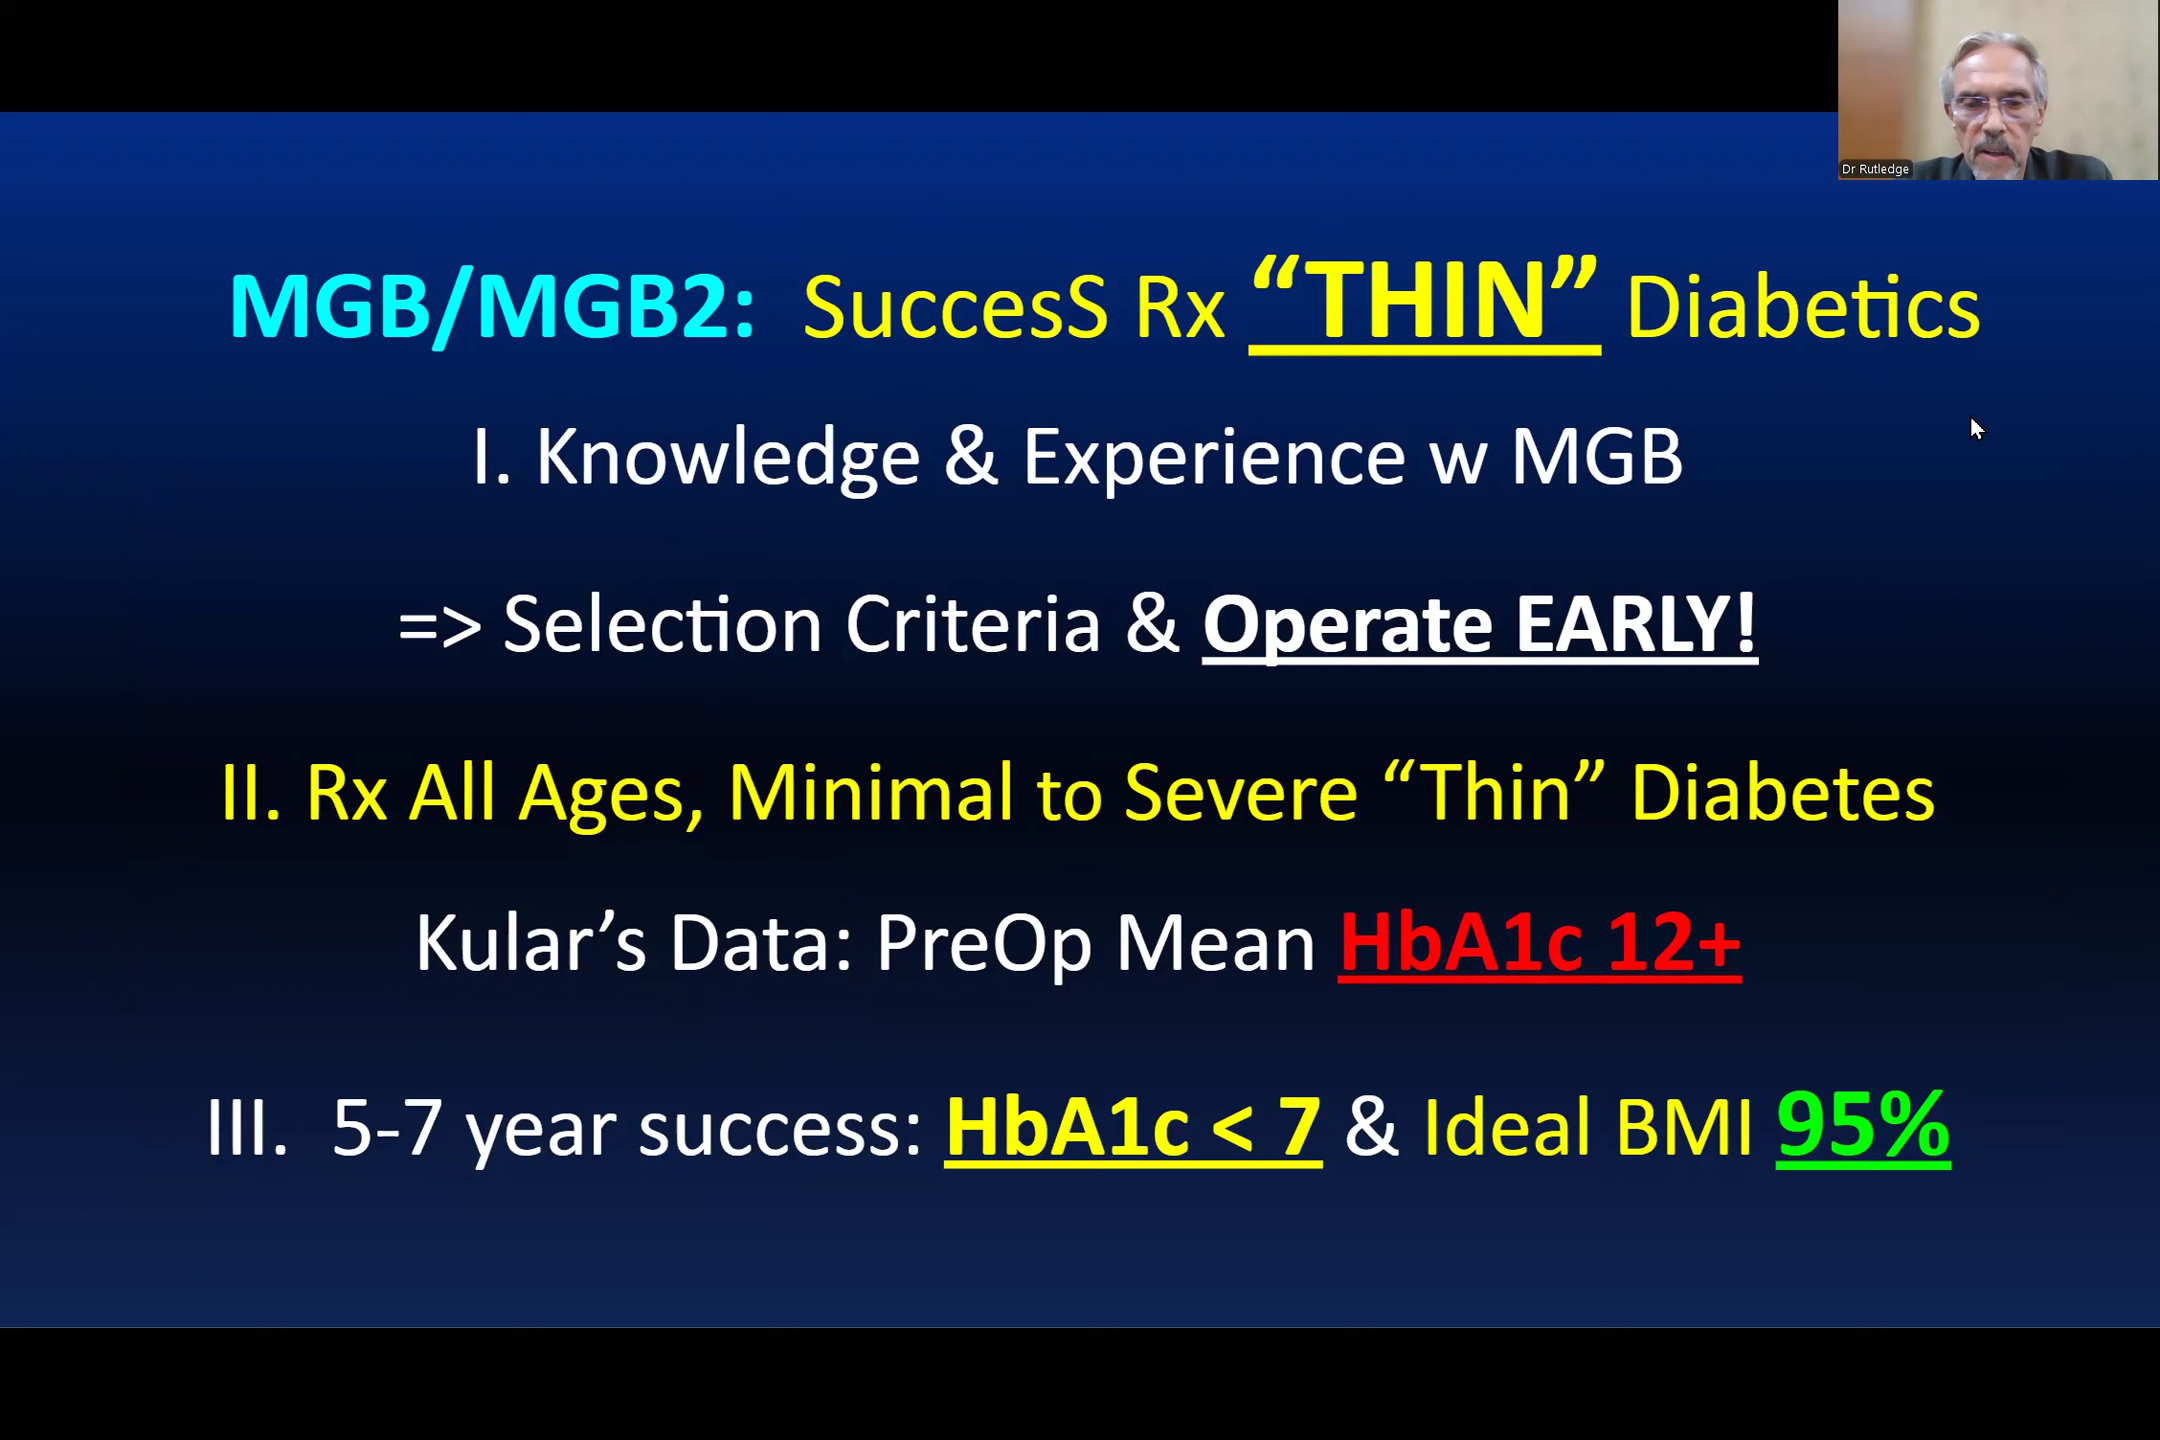 Dr Rutledge
MGB/MGB2: SuccesS Rx “THIN” Diabetics
I. Knowledge & Experience w MGB
=> Selection Criteria & Operate EARLY!
II. Rx All Ages, Minimal to Severe “Thin” Diabetes
Kular’s Data: PreOp Mean HbA1c 12+
III. 5-7 year success: HbA1c < 7 & Ideal BMI 95%